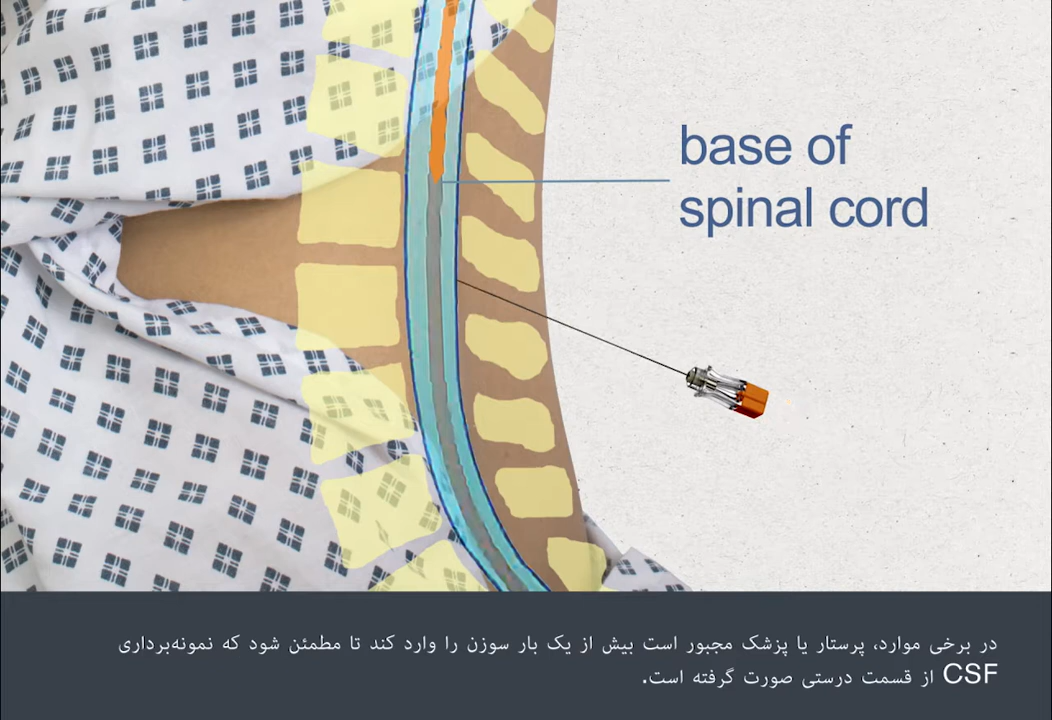 base of
spinal cord
در برخی موارد، پرستار یا پزشک مجبور است بیش از یک بار سوزن را وارد کند تا مطمئن شود که نمونه‌برداری
CSF از قسمت درستی صورت گرفته است.